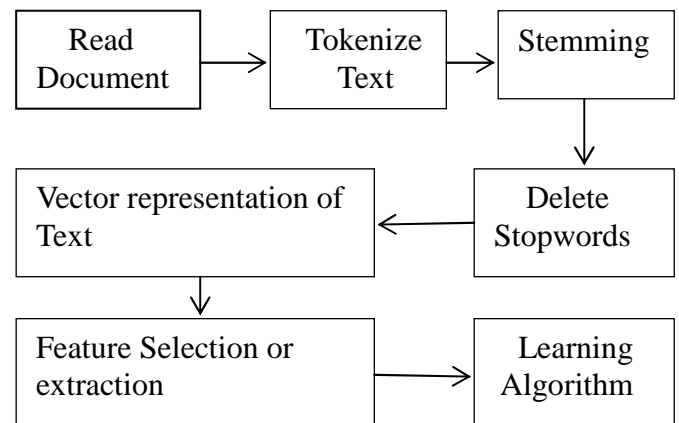 Read
Document
Tokenize
Text
Stemming
Delete
Stopwords
Vector representation of
Text
Feature Selection or
extraction
Learning
Algorithm